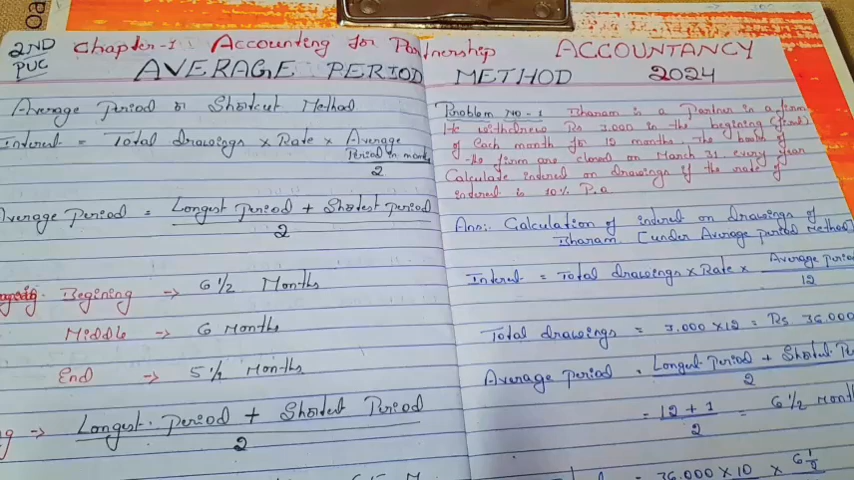 2ND
PUC
Chapter-1: Accounting for Partnership
AVERAGE PERIOD
Average Period or Shortcut Method
Interest = Total drawings × Rate × Average
Period in month
2
Average Period = Longest Period + Shortest period
2
Begining → 6 1/2 Months
Middle → 6 Months
End → 5 1/2 Months
→ Longest Period + Shortest Period
2
ACCOUNTANCY
METHOD 2024
Problem No-1 Dharam is a Partner in a firm
He withdrew Rs 3.000 in the begining (first)
of Each month for 12 months. The books of
the firm are closed on March 31 every year
Calculate interest on drawings if the rate of
interest is 10% P.a
Ans:- Calculation of interest on drawings of
Dharam. [under Average period Method]
Interest = Total drawings × Rate × Average perio
12
Total drawings = 3.000 × 12 = Rs 36.000
Average period = Longest Period + Shortest Pe
2
= 12 + 1 = 6 1/2 Month
2
= 36.000 × 10 × 6 1/2